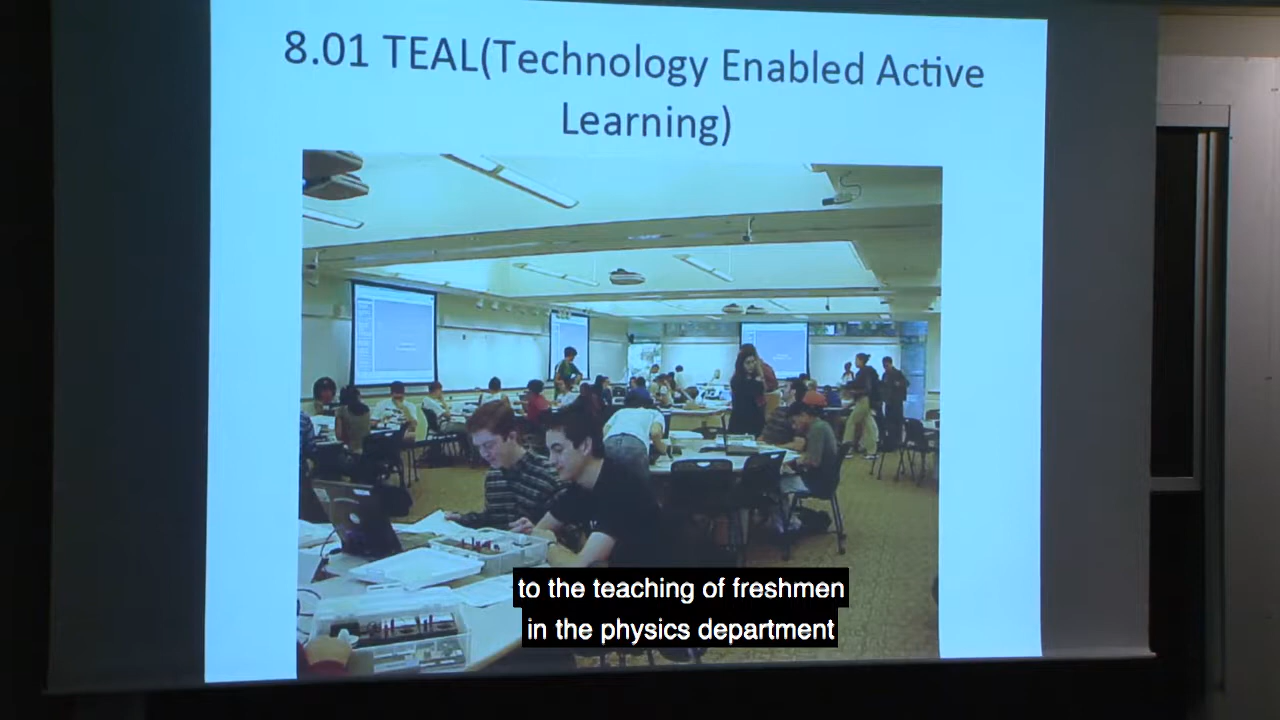 8.01 TEAL(Technology Enabled Active
Learning)
to the teaching of freshmen
in the physics department